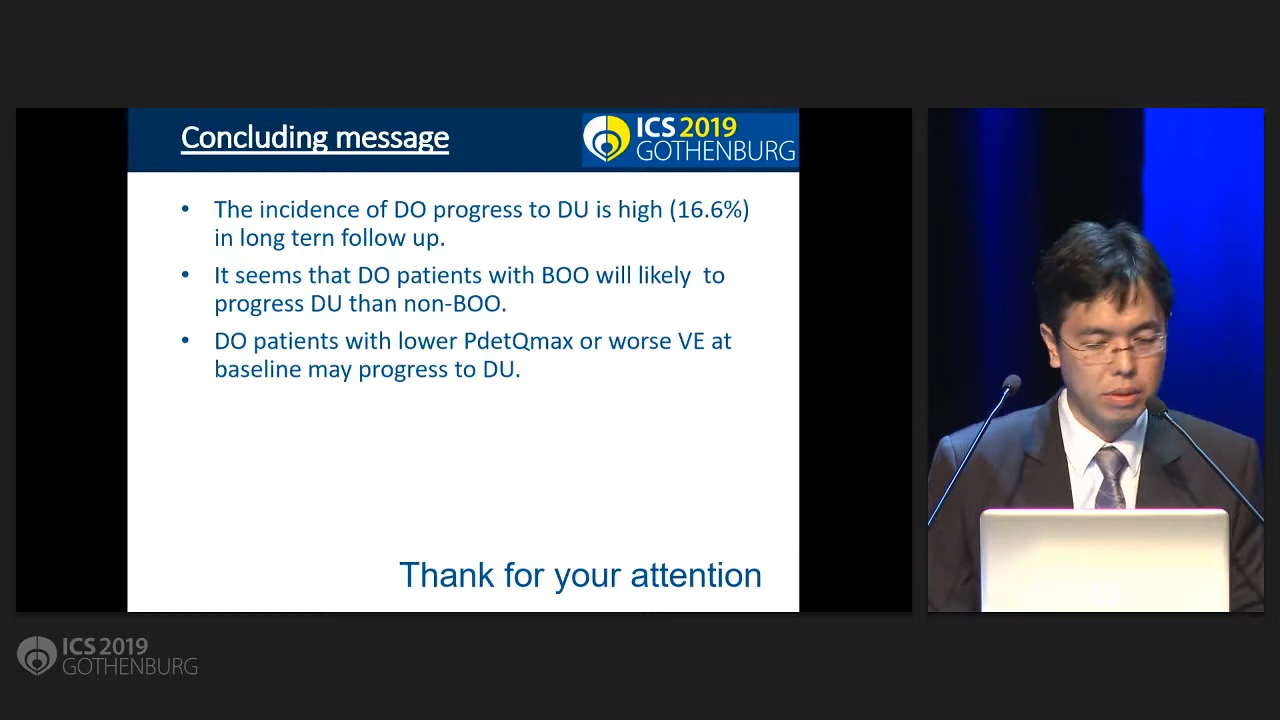 Concluding message
ICS 2019
GOTHENBURG
• The incidence of DO progress to DU is high (16.6%)
in long tern follow up.
• It seems that DO patients with BOO will likely  to
progress DU than non-BOO.
• DO patients with lower PdetQmax or worse VE at
baseline may progress to DU.
Thank for your attention
ICS 2019
GOTHENBURG